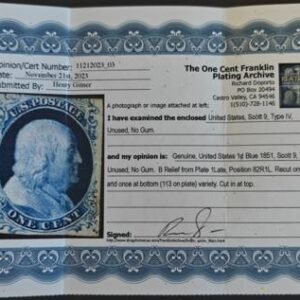 Opinion/Cert Number: 11212023_03
Date: November 21st, 2023
Submitted By: Henry Gitner
The One Cent Franklin
Plating Archive
Richard Doporto
PO BOX 20494
Castro Valley, CA 94546
1(510)-728-1146
A photograph or image attached at left:
I have examined the enclosed United States, Scott 9, Type IV,
Unused, No Gum.
and my opinion is: Genuine, United States 1¢ Blue 1851, Scott 9,
Unused, No Gum. B Relief from Plate 1Late, Position 82R1L. Recut on
and once at bottom (113 on plate) variety. Cut in at top.
Signed:
U.S. POSTAGE
ONE CENT